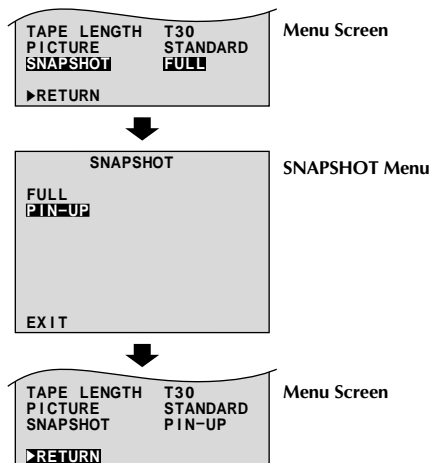 TAPE LENGTH T30
PICTURE STANDARD
SNAPSHOT FULL
▶RETURN
Menu Screen
SNAPSHOT
FULL
PIN–UP
EXIT
SNAPSHOT Menu
TAPE LENGTH T30
PICTURE STANDARD
SNAPSHOT PIN–UP
▶RETURN
Menu Screen